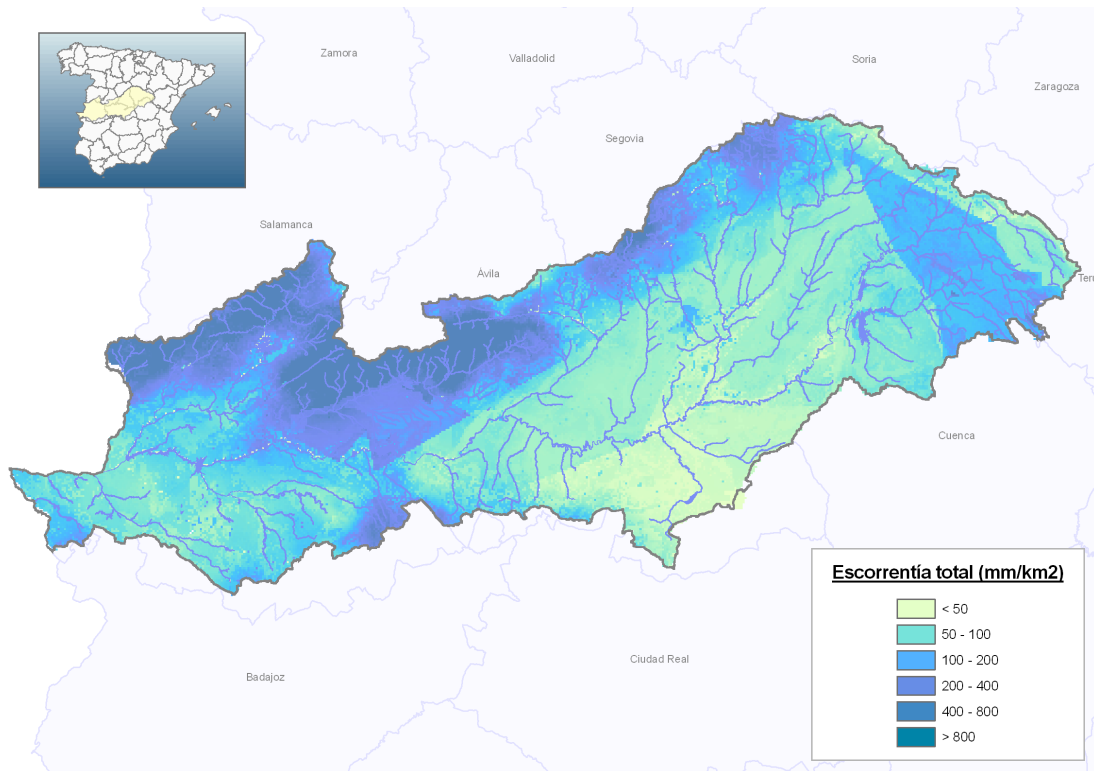 Zamora
Valladolid
Soria
Zaragoza
Segovia
Salamanca
Ávila
Teru
Cuenca
Badajoz
Ciudad Real
Escorrentía total (mm/km2)
< 50
50 - 100
100 - 200
200 - 400
400 - 800
> 800